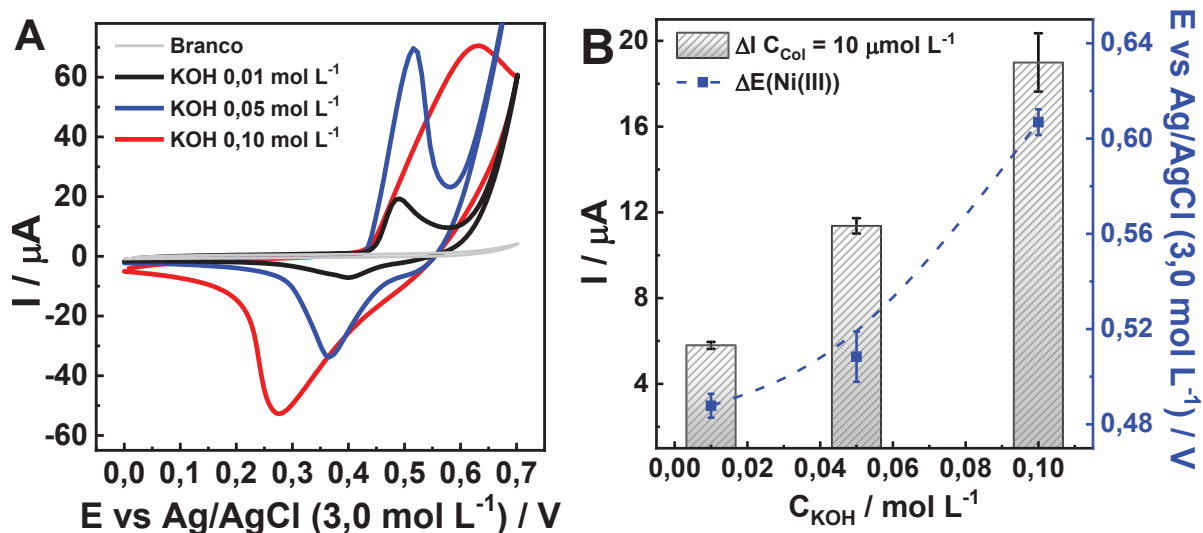 A
Branco
KOH 0,01 mol L⁻¹
KOH 0,05 mol L⁻¹
KOH 0,10 mol L⁻¹
60
40
20
0
-20
-40
-60
I / μA
0,0 0,1 0,2 0,3 0,4 0,5 0,6 0,7
E vs Ag/AgCl (3,0 mol L⁻¹) / V
B
ΔI C_Col = 10 μmol L⁻¹
ΔE(Ni(III))
20
16
12
8
4
I / μA
0,00 0,02 0,04 0,06 0,08 0,10
C_KOH / mol L⁻¹
0,64
0,60
0,56
0,52
0,48
E vs Ag/AgCl (3,0 mol L⁻¹) / V